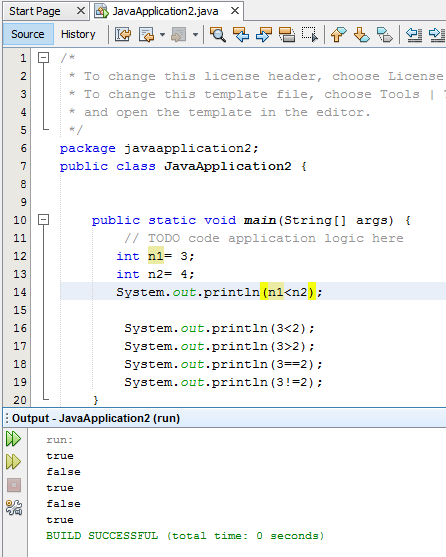 Start Page
JavaApplication2.java
Source History
1 /*
2 * To change this license header, choose License
3 * To change this template file, choose Tools |
4 * and open the template in the editor.
5 */
6 package javaapplication2;
7 public class JavaApplication2 {
8
9
10 public static void main(String[] args) {
11 // TODO code application logic here
12 int n1= 3;
13 int n2= 4;
14 System.out.println(n1<n2);
15
16 System.out.println(3<2);
17 System.out.println(3>2);
18 System.out.println(3==2);
19 System.out.println(3!=2);
20 }
Output - JavaApplication2 (run)
run:
true
false
true
false
true
BUILD SUCCESSFUL (total time: 0 seconds)